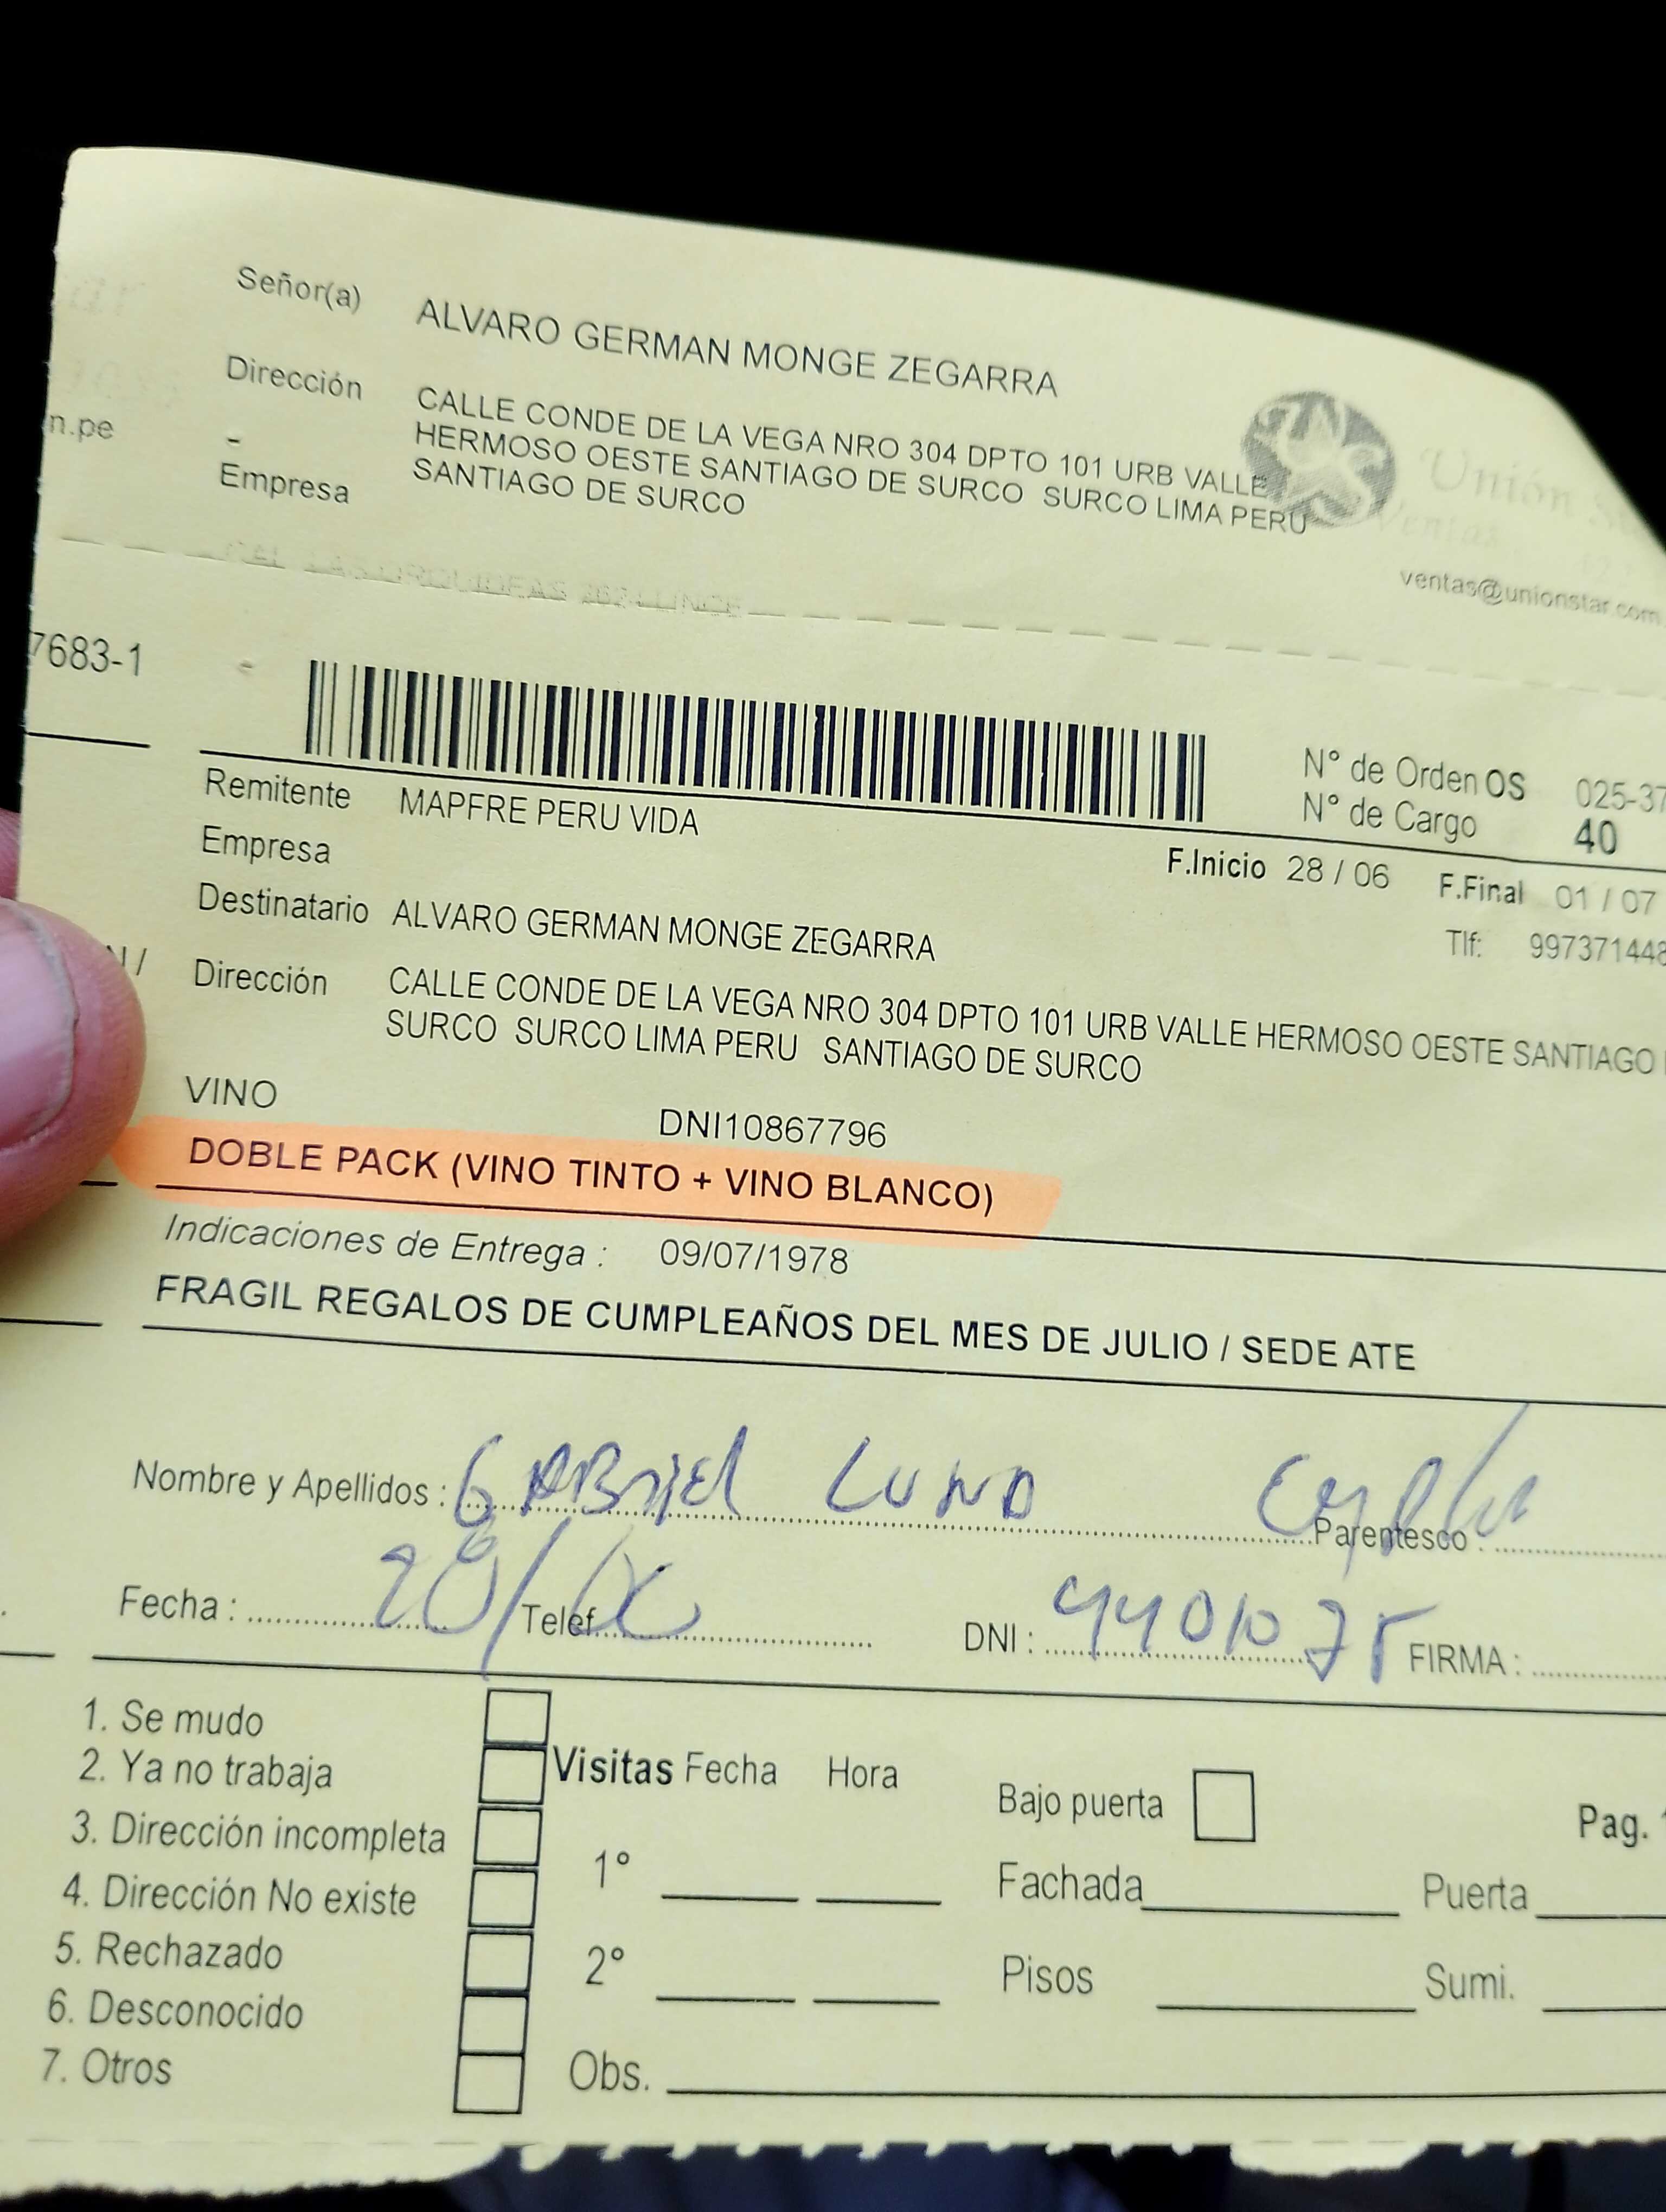 Señor(a) ALVARO GERMAN MONGE ZEGARRA
Dirección CALLE CONDE DE LA VEGA NRO 304 DPTO 101 URB VALLE
HERMOSO OESTE SANTIAGO DE SURCO SURCO LIMA PERU
SANTIAGO DE SURCO
n.pe -
Empresa
Unión
Ventas
ventas@unionstar.com
7683-1 -
N° de Orden OS 025-37
N° de Cargo 40
Remitente MAPFRE PERU VIDA
Empresa
F.Inicio 28 / 06 F.Final 01 / 07
Destinatario ALVARO GERMAN MONGE ZEGARRA
Tlf: 997371448
Dirección CALLE CONDE DE LA VEGA NRO 304 DPTO 101 URB VALLE HERMOSO OESTE SANTIAGO
SURCO SURCO LIMA PERU SANTIAGO DE SURCO
VINO DNI10867796
DOBLE PACK (VINO TINTO + VINO BLANCO)
Indicaciones de Entrega : 09/07/1978
FRAGIL REGALOS DE CUMPLEAÑOS DEL MES DE JULIO / SEDE ATE
Nombre y Apellidos : GABRIEL LUNA Parentesco :
Fecha : Telef. DNI : 44010 75 FIRMA :
1. Se mudo
2. Ya no trabaja
3. Dirección incompleta
4. Dirección No existe
5. Rechazado
6. Desconocido
7. Otros
Visitas Fecha Hora
1°
2°
Obs.
Bajo puerta
Pag. 1
Fachada Puerta
Pisos Sumi.